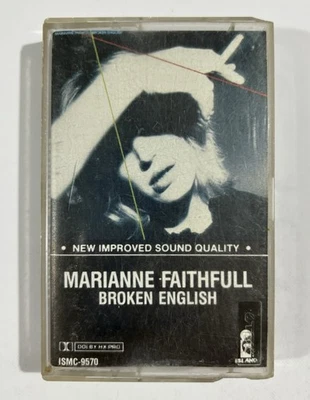 • NEW IMPROVED SOUND QUALITY •
MARIANNE FAITHFULL
BROKEN ENGLISH
DOLBY HX PRO
ISLAND
ISMC-9570